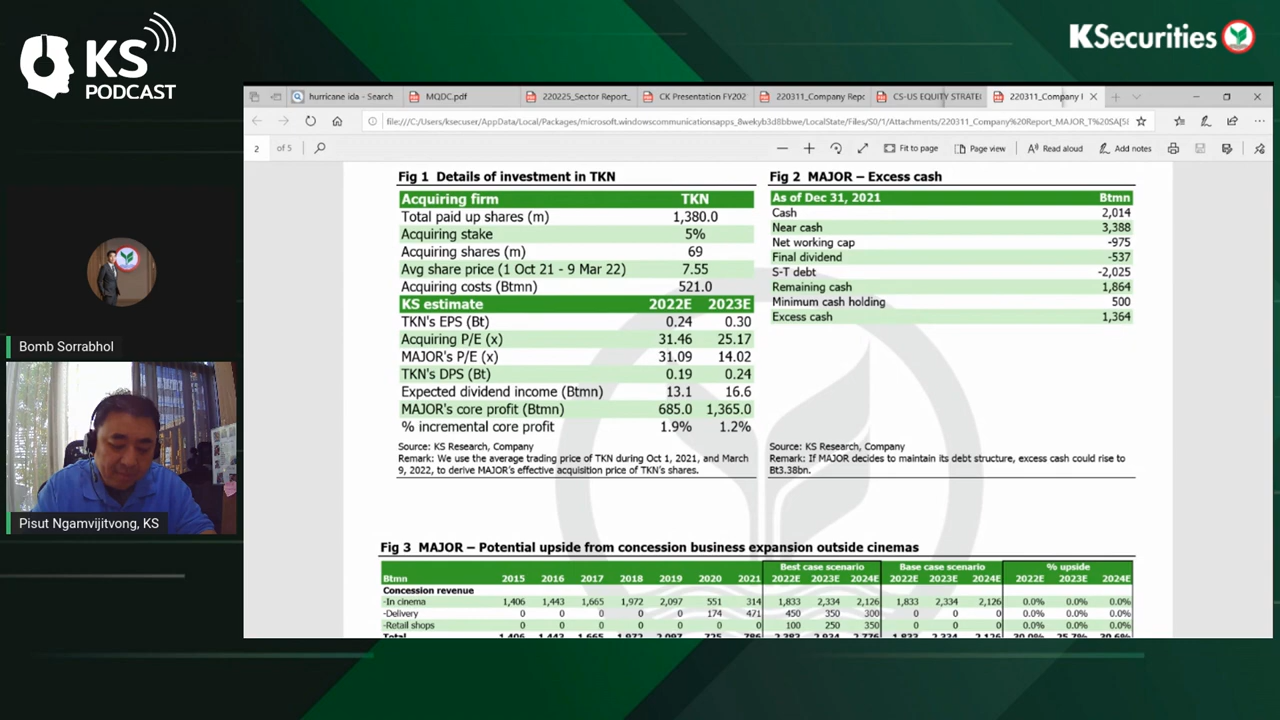 KS
PODCAST
KSecurities
hurricane ida - Search
MQDC.pdf
220225_Sector Report_
CK Presentation FY202
220311_Company Repo
CS-US EQUITY STRATEI
220311_Company I
2 of 5
Fit to page
Page view
Read aloud
Add notes
Fig 1 Details of investment in TKN
Acquiring firm TKN
Total paid up shares (m) 1,380.0
Acquiring stake 5%
Acquiring shares (m) 69
Avg share price (1 Oct 21 - 9 Mar 22) 7.55
Acquiring costs (Btmn) 521.0
KS estimate 2022E 2023E
TKN's EPS (Bt) 0.24 0.30
Acquiring P/E (x) 31.46 25.17
MAJOR's P/E (x) 31.09 14.02
TKN's DPS (Bt) 0.19 0.24
Expected dividend income (Btmn) 13.1 16.6
MAJOR's core profit (Btmn) 685.0 1,365.0
% incremental core profit 1.9% 1.2%
Source: KS Research, Company
Remark: We use the average trading price of TKN during Oct 1, 2021, and March
9, 2022, to derive MAJOR's effective acquisition price of TKN's shares.
Fig 2 MAJOR – Excess cash
As of Dec 31, 2021 Btmn
Cash 2,014
Near cash 3,388
Net working cap -975
Final dividend -537
S-T debt -2,025
Remaining cash 1,864
Minimum cash holding 500
Excess cash 1,364
Source: KS Research, Company
Remark: If MAJOR decides to maintain its debt structure, excess cash could rise to
Bt3.38bn.
Fig 3 MAJOR – Potential upside from concession business expansion outside cinemas
Best case scenario Base case scenario % upside
Btmn 2015 2016 2017 2018 2019 2020 2021 2022E 2023E 2024E 2022E 2023E 2024E 2022E 2023E 2024E
Concession revenue
-In cinema 1,406 1,443 1,665 1,972 2,097 551 314 1,833 2,334 2,126 1,833 2,334 2,126 0.0% 0.0% 0.0%
-Delivery 0 0 0 0 0 174 471 450 350 300 0 0 0 0.0% 0.0% 0.0%
-Retail shops 0 0 0 0 0 0 0 100 250 350 0 0 0 0.0% 0.0% 0.0%
Bomb Sorrabhol
Pisut Ngamvijitvong, KS